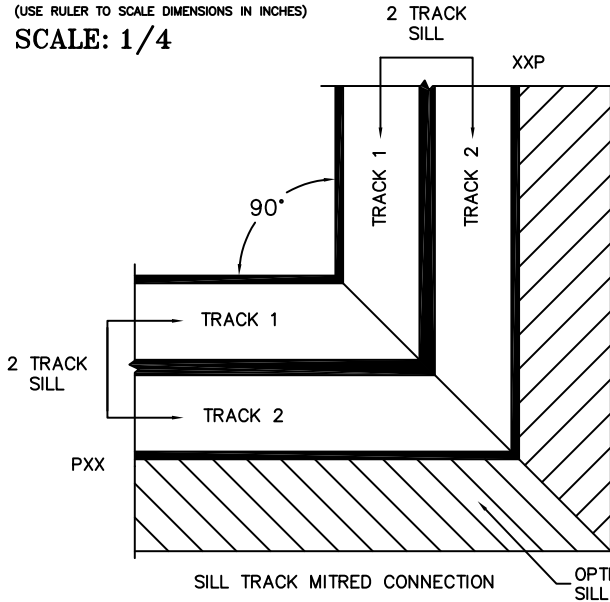 (USE RULER TO SCALE DIMENSIONS IN INCHES)
SCALE: 1/4
2 TRACK
SILL
XXP
TRACK 1
TRACK 2
90°
TRACK 1
2 TRACK
SILL
TRACK 2
PXX
SILL TRACK MITRED CONNECTION
SILL